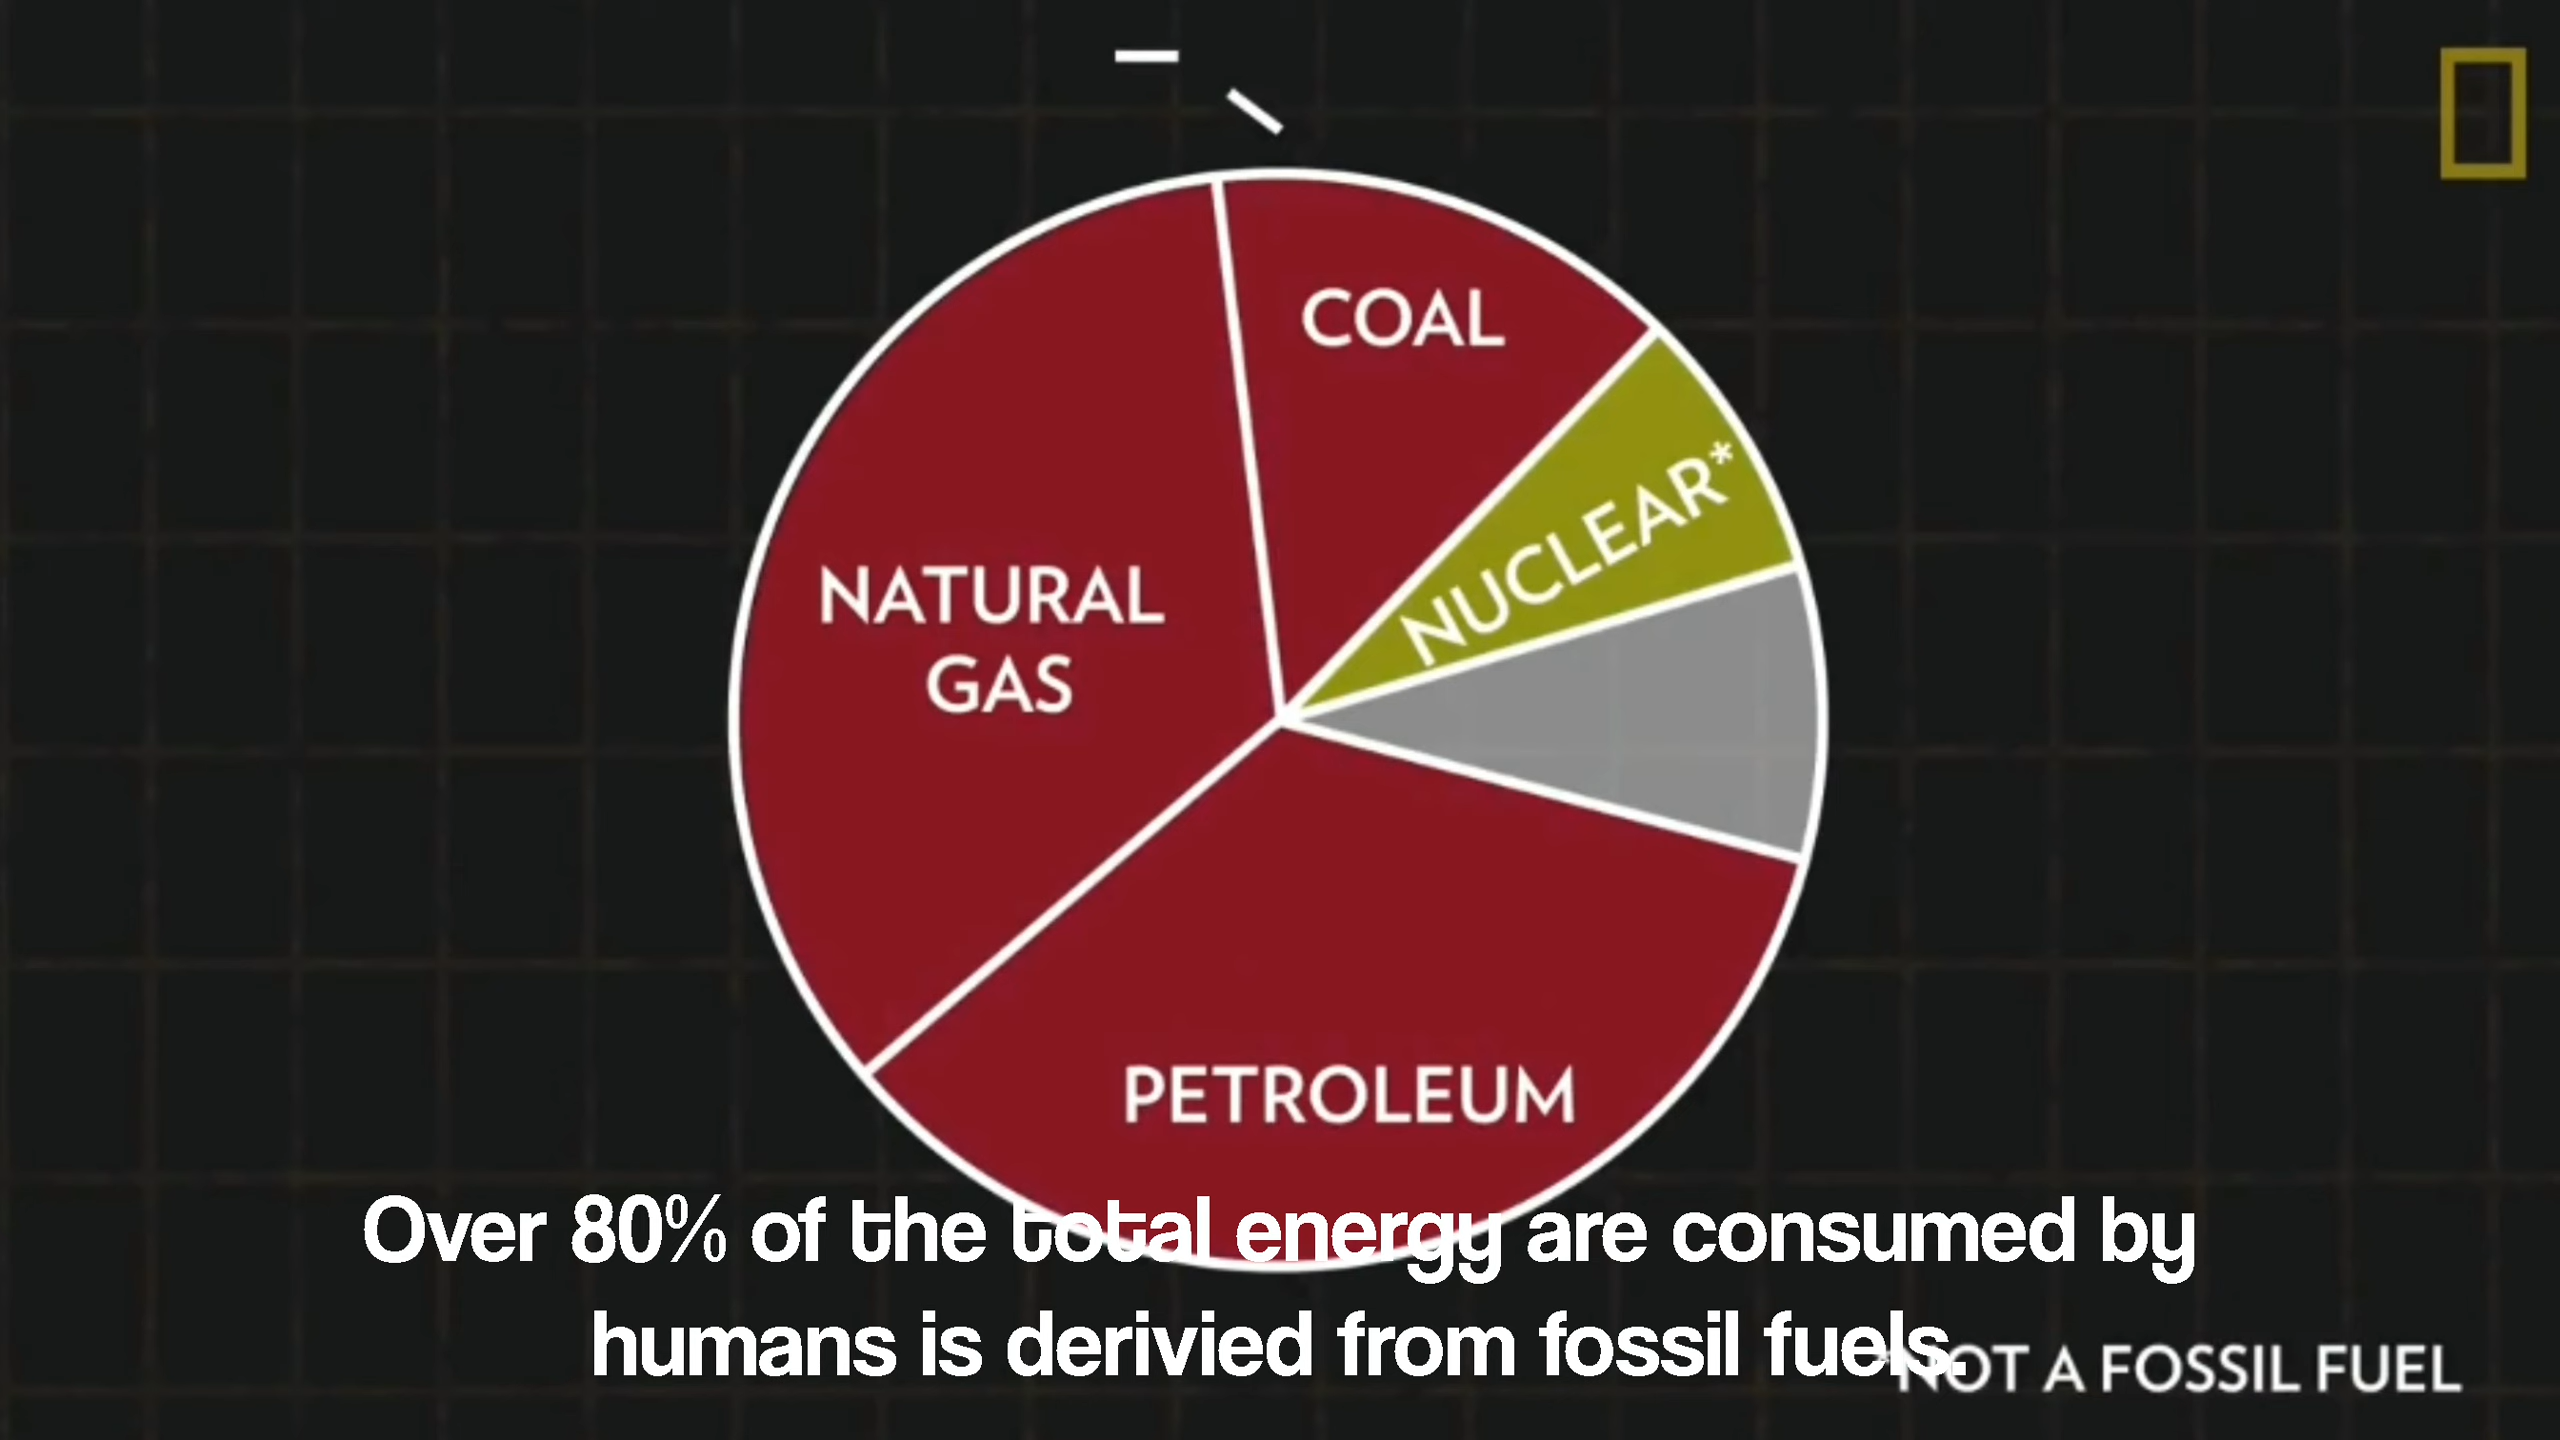 COAL
NUCLEAR*
NATURAL
GAS
PETROLEUM
Over 80% of the total energy are consumed by
humans is derivied from fossil fuels.
*NOT A FOSSIL FUEL